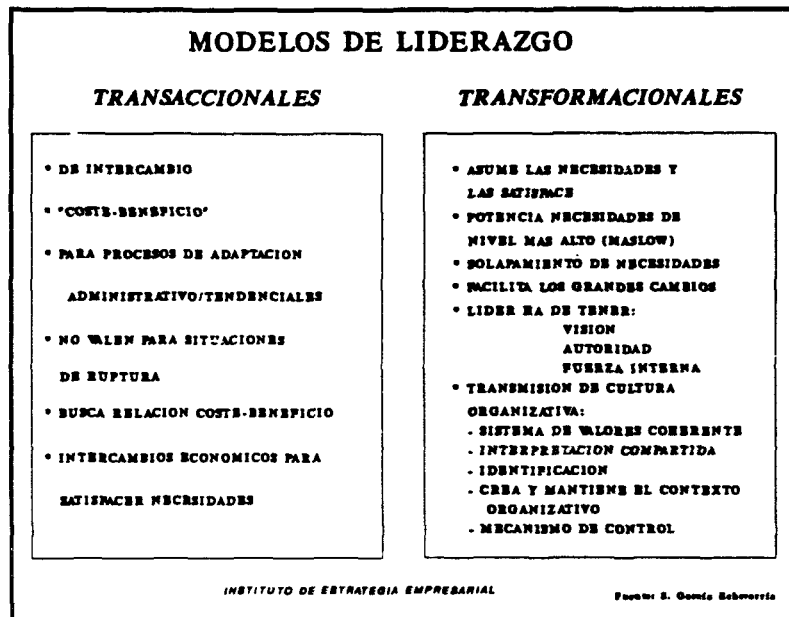 MODELOS DE LIDERAZGO
TRANSACCIONALES
* DE INTERCAMBIO
* "COSTE-BENEFICIO"
* PARA PROCESOS DE ADAPTACION
ADMINISTRATIVO/TENDENCIALES
* NO VALEN PARA SITUACIONES
DE RUPTURA
* BUSCA RELACION COSTE-BENEFICIO
* INTERCAMBIOS ECONOMICOS PARA
SATISFACER NECESIDADES
TRANSFORMACIONALES
* ASUME LAS NECESIDADES Y
LAS SATISFACE
* POTENCIA NECESIDADES DE
NIVEL MAS ALTO (MASLOW)
* SOLAPAMIENTO DE NECESIDADES
* FACILITA LOS GRANDES CAMBIOS
* LIDER HA DE TENER:
VISION
AUTORIDAD
FUERZA INTERNA
* TRANSMISION DE CULTURA
ORGANIZATIVA:
- SISTEMA DE VALORES COHERENTE
- INTERPRETACION COMPARTIDA
- IDENTIFICACION
- CREA Y MANTIENE EL CONTEXTO
ORGANIZATIVO
- MECANISMO DE CONTROL
INSTITUTO DE ESTRATEGIA EMPRESARIAL
Fuente: S. García Echevarría